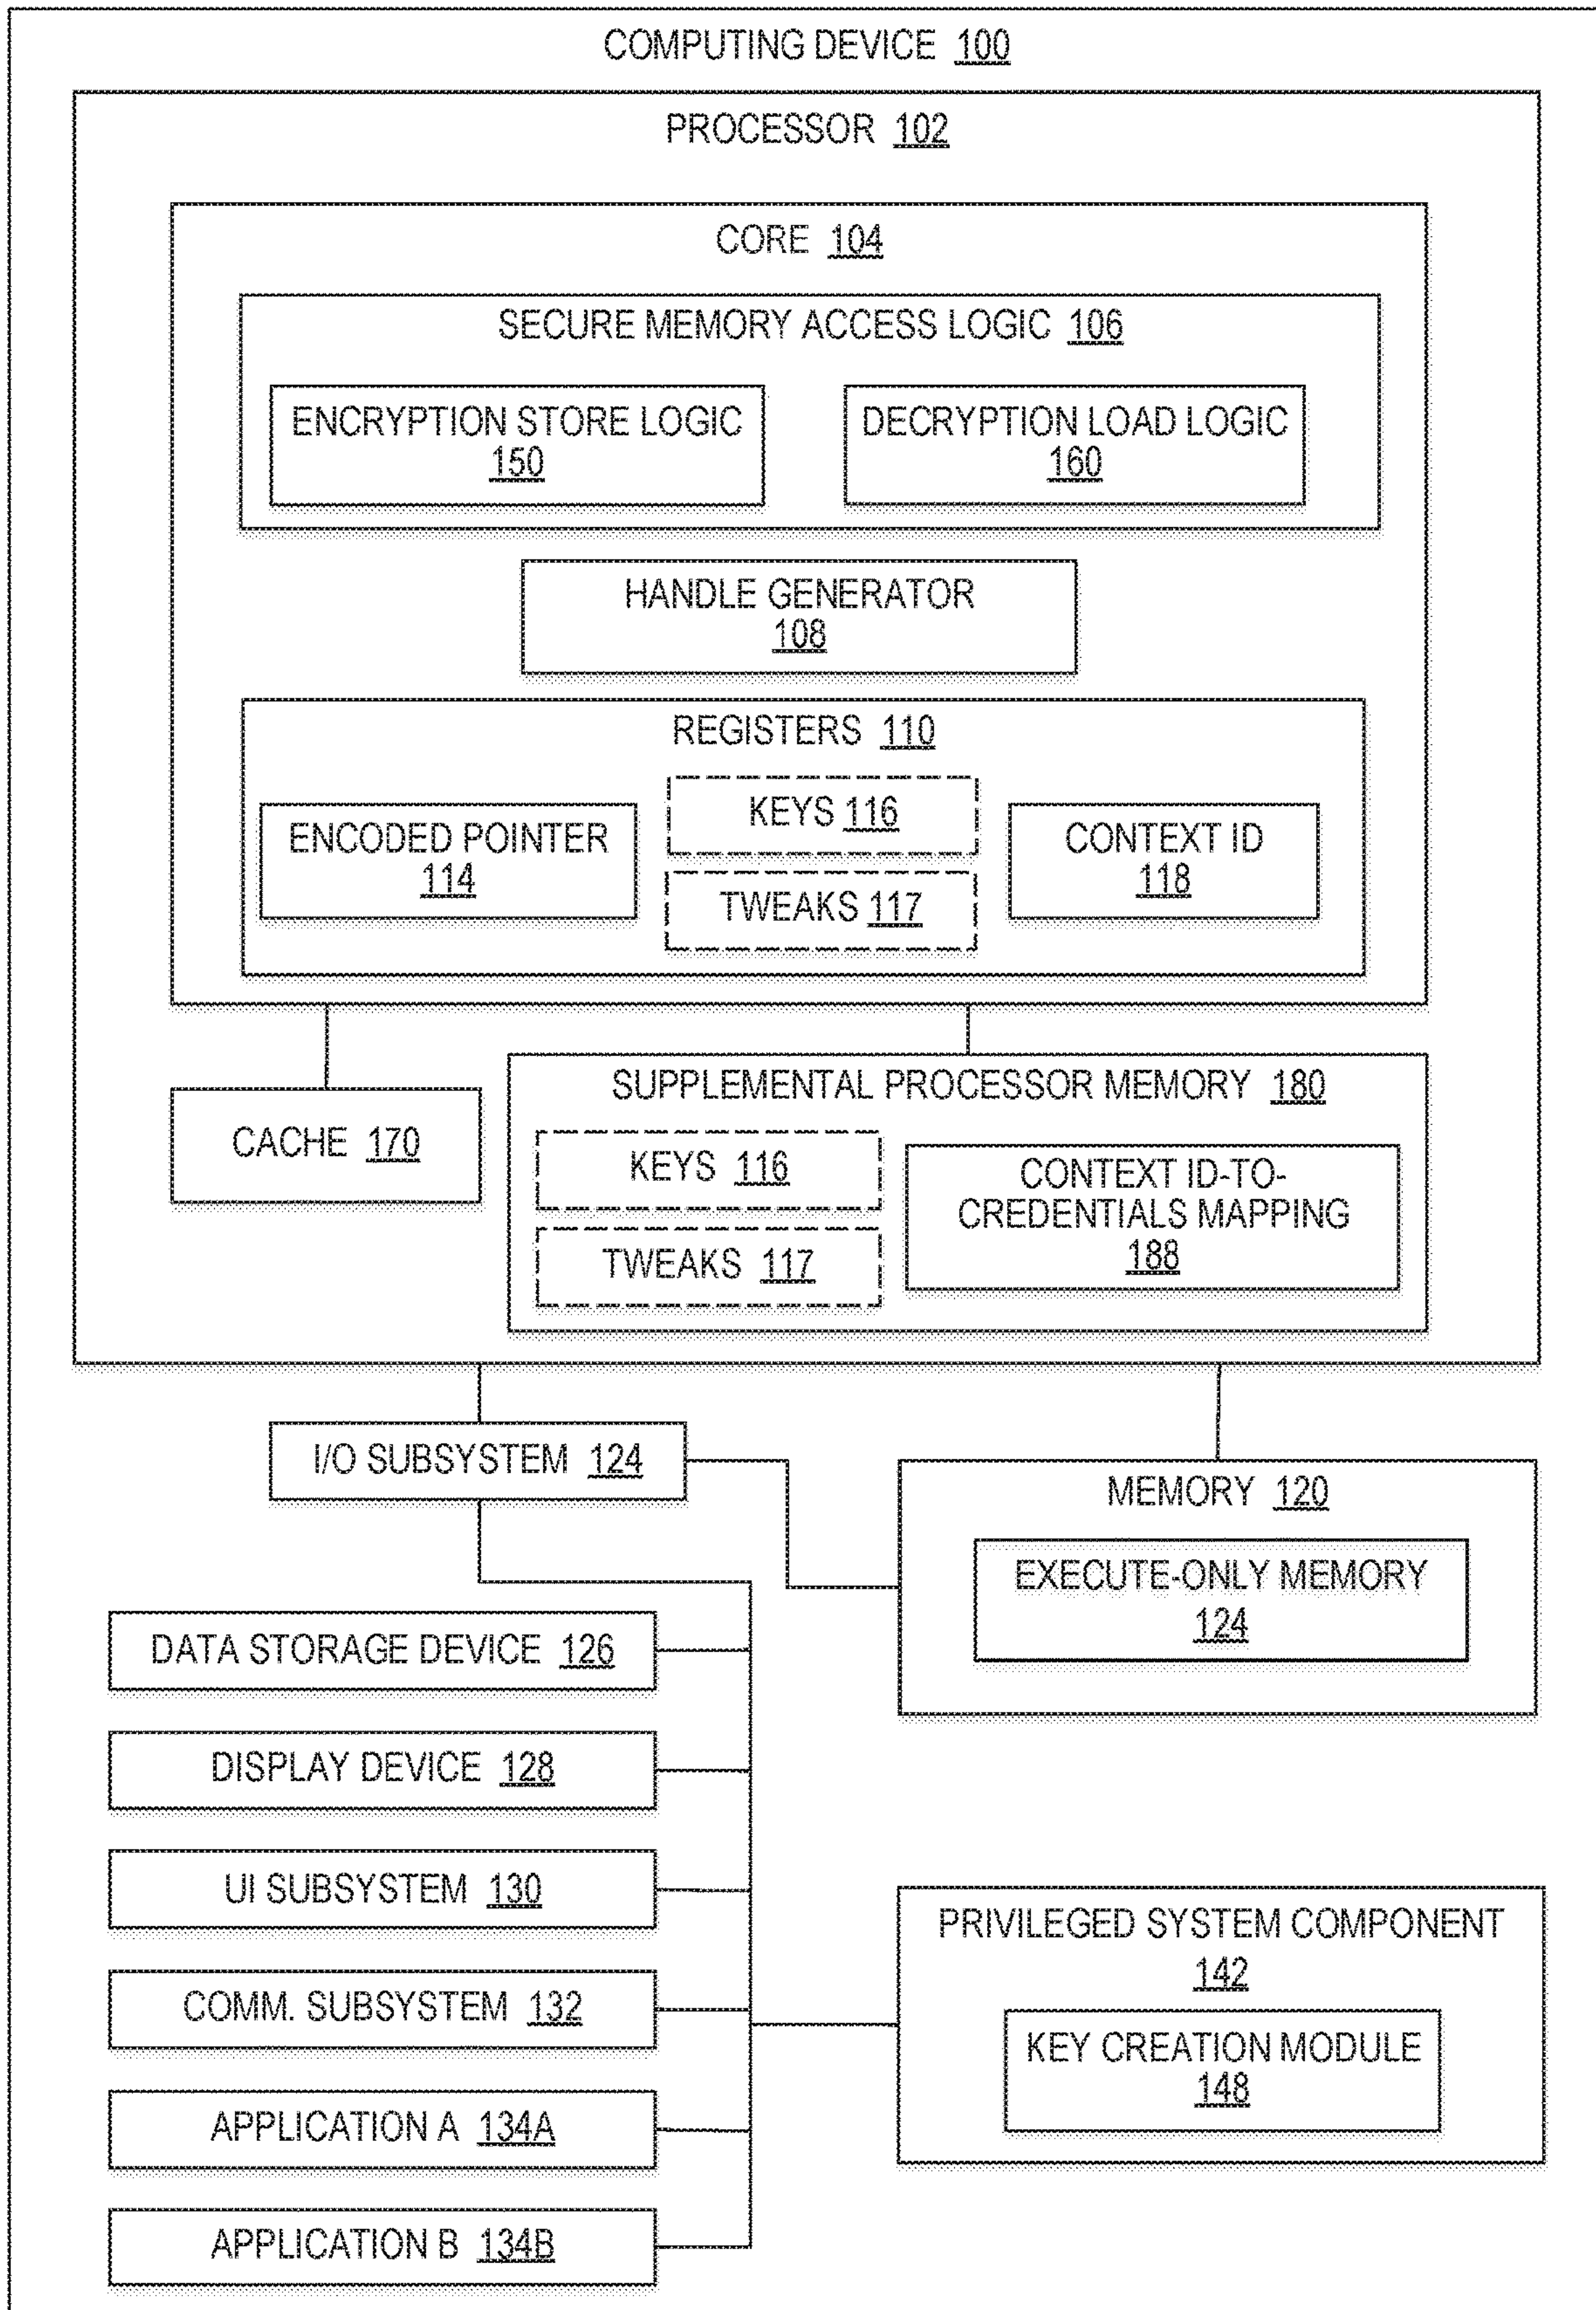 COMPUTING DEVICE 100
PROCESSOR 102
CORE 104
SECURE MEMORY ACCESS LOGIC 106
ENCRYPTION STORE LOGIC
150
DECRYPTION LOAD LOGIC
160
HANDLE GENERATOR
108
REGISTERS 110
ENCODED POINTER
114
KEYS 116
TWEAKS 117
CONTEXT ID
118
CACHE 170
SUPPLEMENTAL PROCESSOR MEMORY 180
KEYS 116
TWEAKS 117
CONTEXT ID-TO-
CREDENTIALS MAPPING
188
I/O SUBSYSTEM 124
MEMORY 120
EXECUTE-ONLY MEMORY
124
DATA STORAGE DEVICE 126
DISPLAY DEVICE 128
UI SUBSYSTEM 130
COMM. SUBSYSTEM 132
APPLICATION A 134A
APPLICATION B 134B
PRIVILEGED SYSTEM COMPONENT
142
KEY CREATION MODULE
148